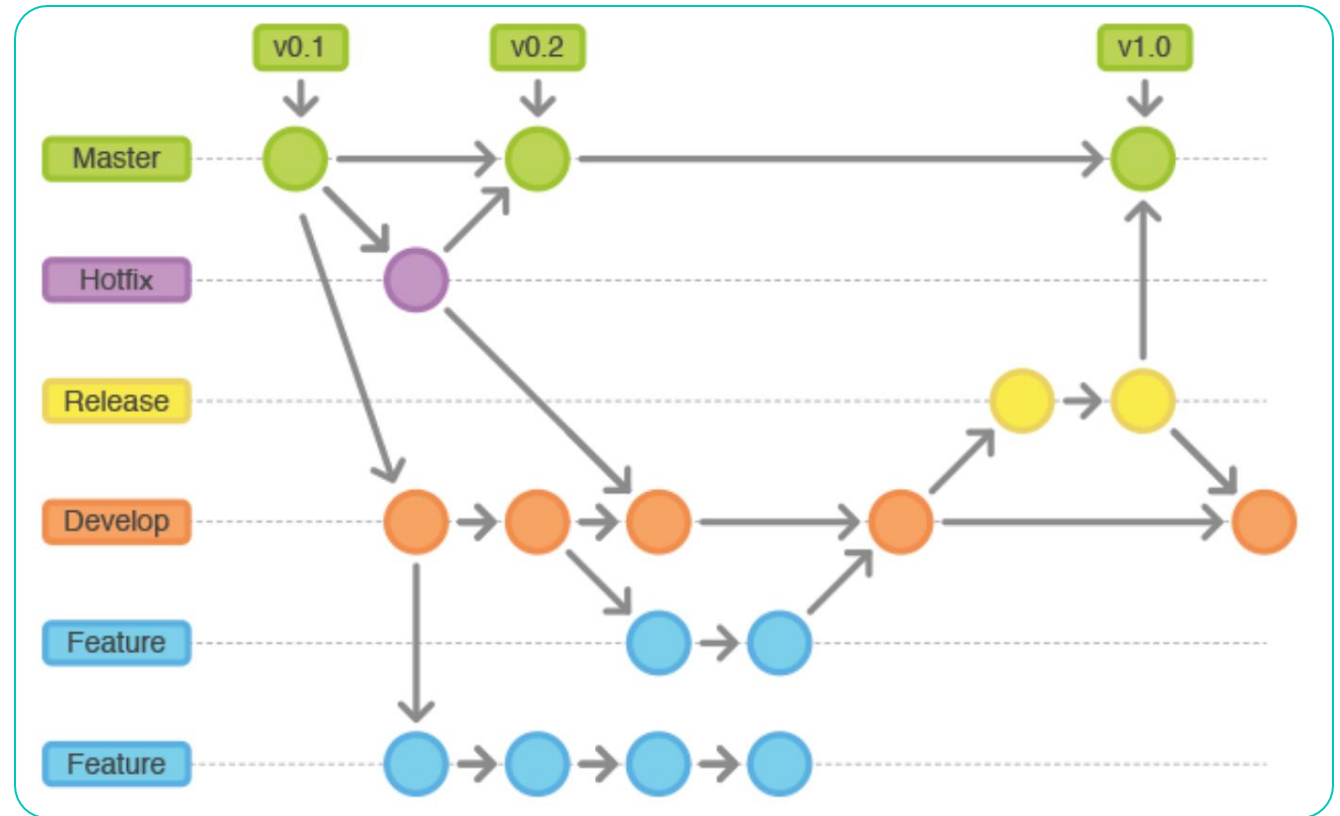 v0.1
v0.2
v1.0
Master
Hotfix
Release
Develop
Feature
Feature